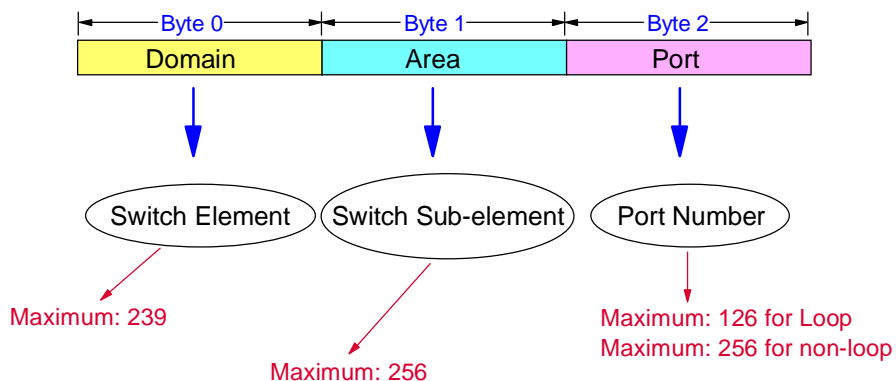 Byte 0 Byte 1 Byte 2
Domain Area Port
Switch Element Switch Sub-element Port Number
Maximum: 239
Maximum: 126 for Loop
Maximum: 256 for non-loop
Maximum: 256